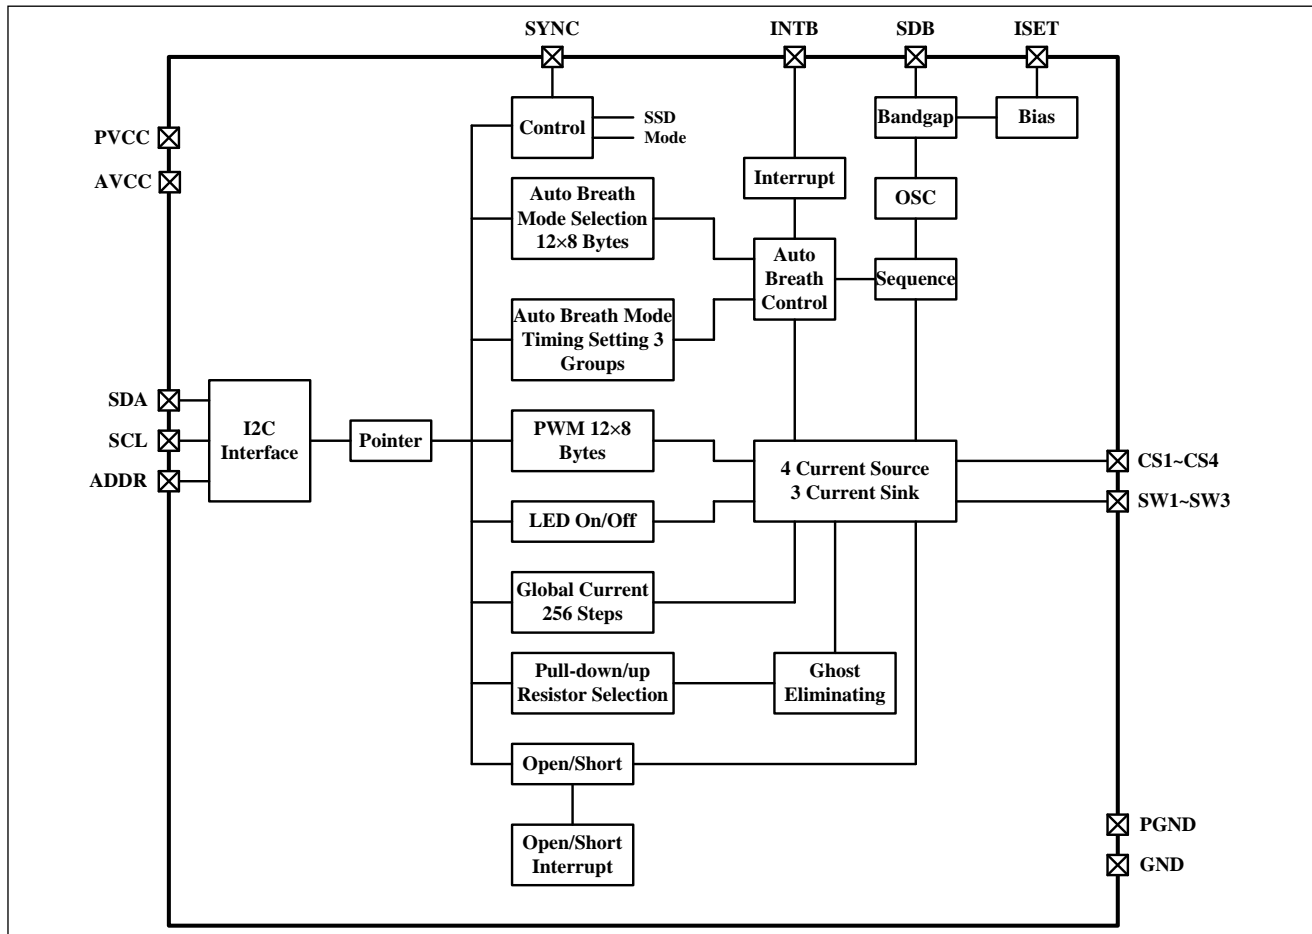 SYNC
INTB
SDB
ISET
PVCC
AVCC
Control
SSD
Mode
Bandgap
Bias
Interrupt
OSC
Auto Breath
Mode Selection
12×8 Bytes
Auto
Breath
Control
Sequence
Auto Breath Mode
Timing Setting 3
Groups
SDA
SCL
ADDR
I2C
Interface
Pointer
PWM 12×8
Bytes
4 Current Source
3 Current Sink
CS1~CS4
SW1~SW3
LED On/Off
Global Current
256 Steps
Pull-down/up
Resistor Selection
Ghost
Eliminating
Open/Short
Open/Short
Interrupt
PGND
GND